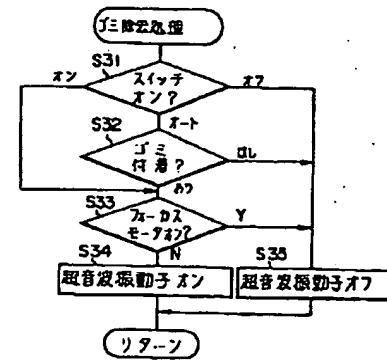 ゴミ除去処理
S31
オン
スイッチ
オン?
オフ
オート
S32
ゴミ
付着?
なし
あり
S33
フォーカス
モータオン?
Y
N
S34
超音波振動子オン
S35
超音波振動子オフ
リターン